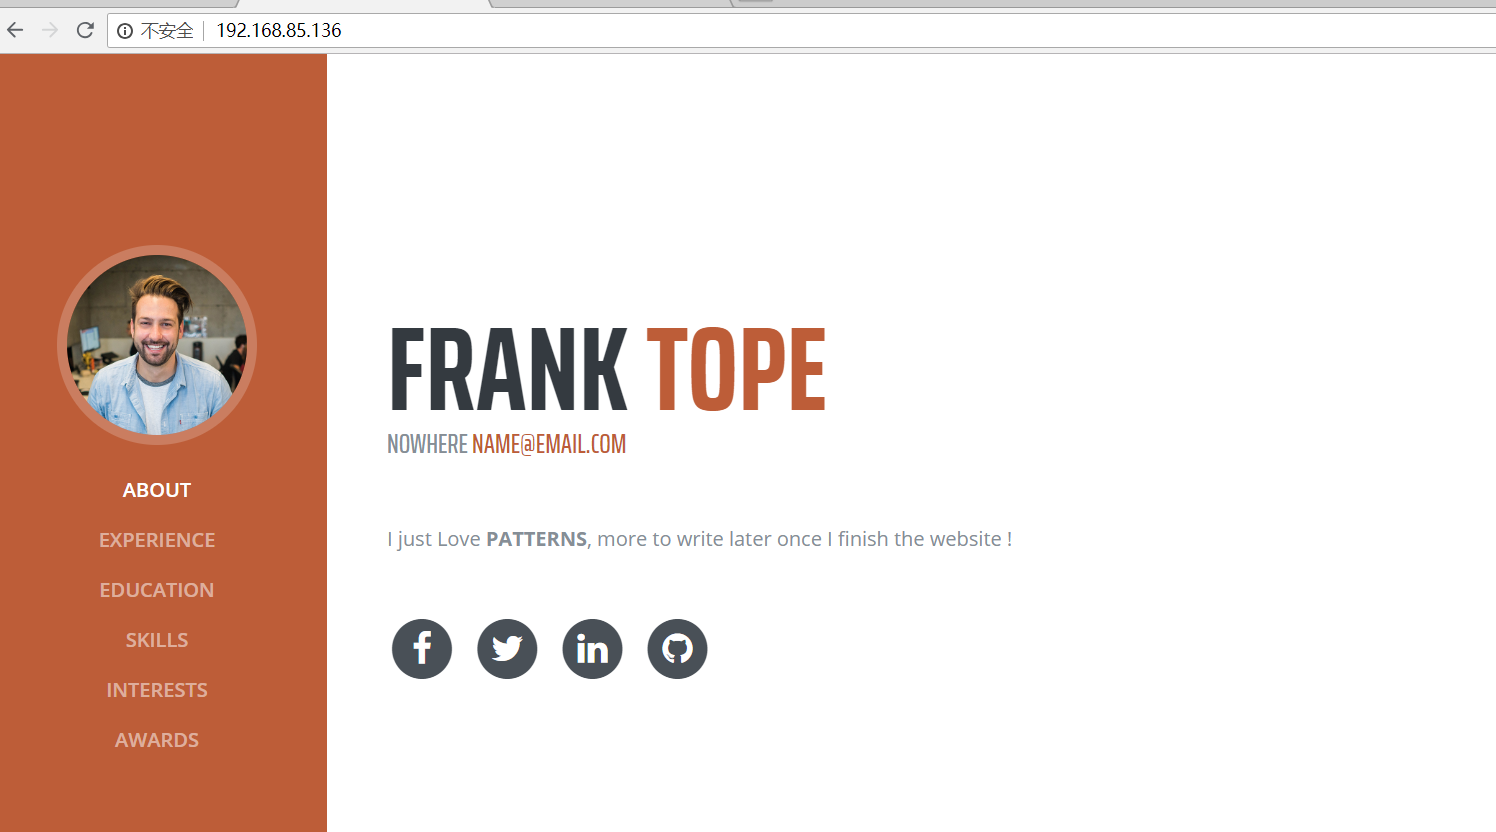 不安全 192.168.85.136
ABOUT
EXPERIENCE
EDUCATION
SKILLS
INTERESTS
AWARDS
FRANK TOPE
NOWHERE NAME@EMAIL.COM
I just Love PATTERNS, more to write later once I finish the website !